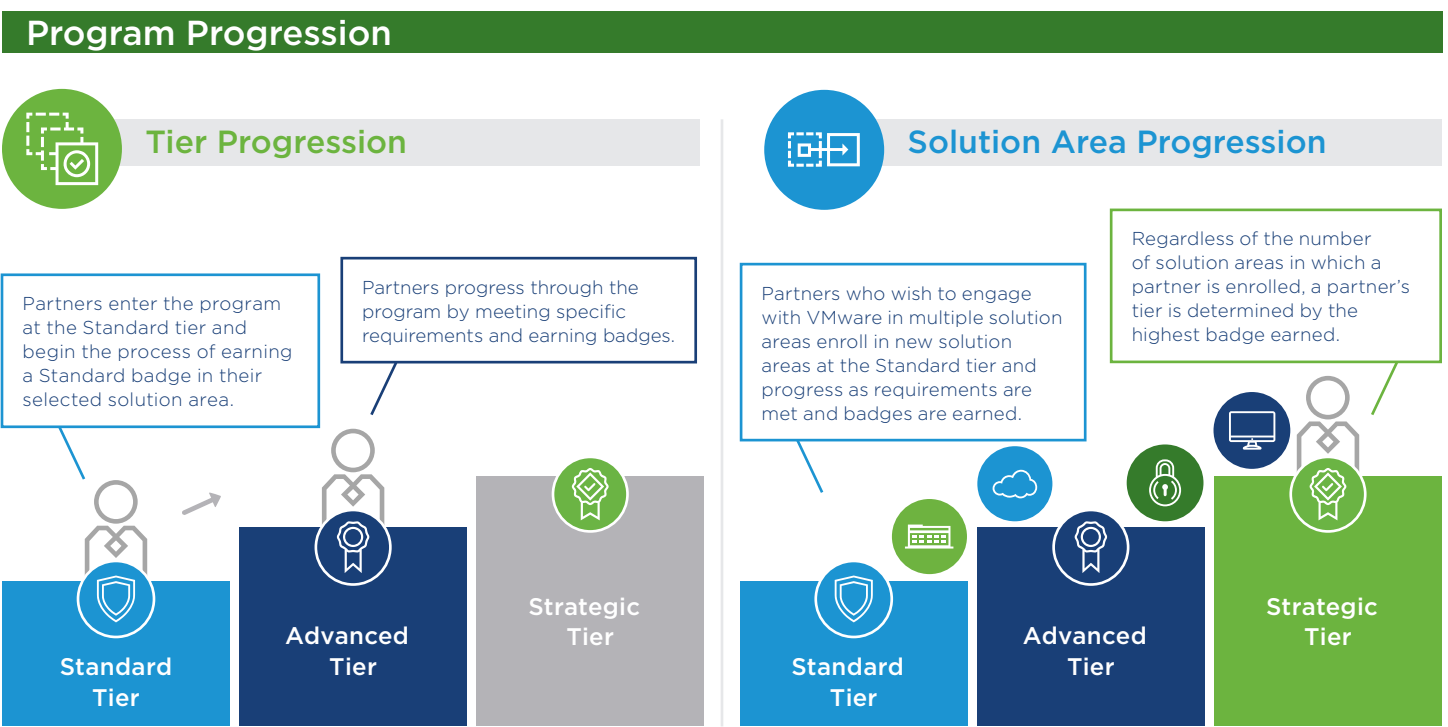 Program Progression
Tier Progression
Partners enter the program
at the Standard tier and
begin the process of earning
a Standard badge in their
selected solution area.
Partners progress through the
program by meeting specific
requirements and earning badges.
Standard
Tier
Advanced
Tier
Strategic
Tier
Solution Area Progression
Partners who wish to engage
with VMware in multiple solution
areas enroll in new solution
areas at the Standard tier and
progress as requirements are
met and badges are earned.
Regardless of the number
of solution areas in which a
partner is enrolled, a partner’s
tier is determined by the
highest badge earned.
Standard
Tier
Advanced
Tier
Strategic
Tier